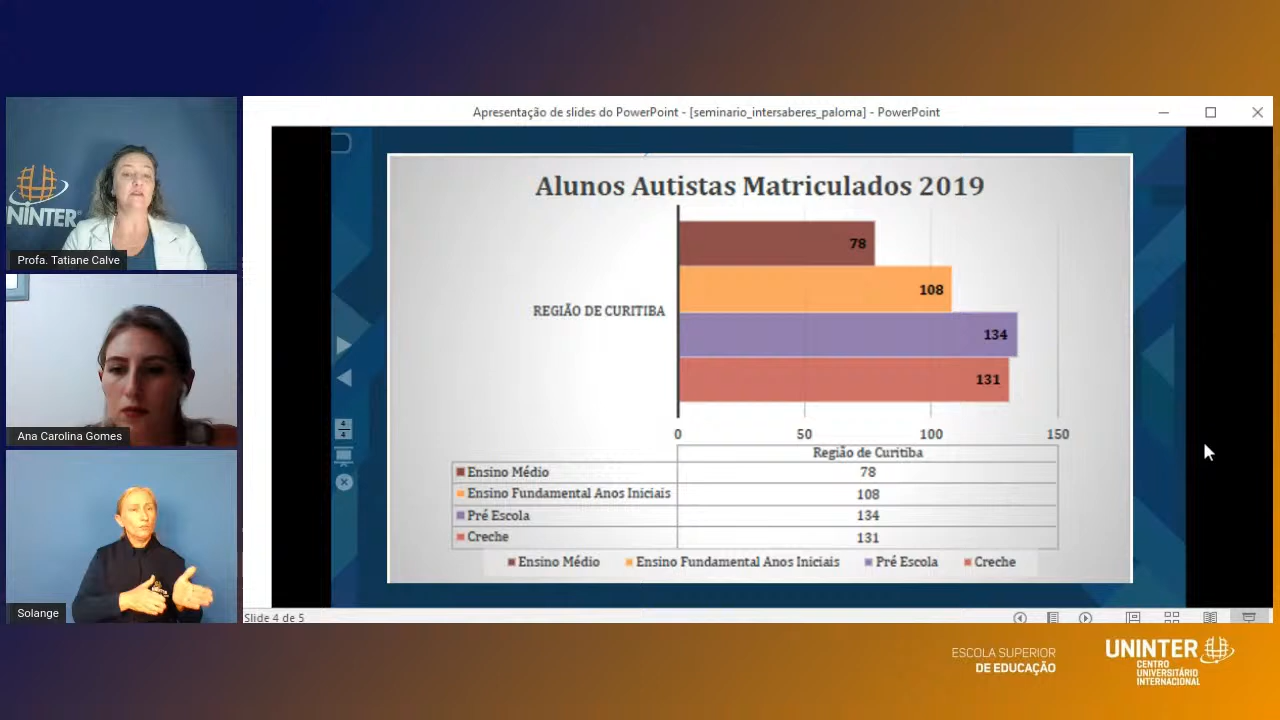 UNINTER
Profa. Tatiane Calve
Ana Carolina Gomes
Solange
Apresentação de slides do PowerPoint - [seminario_intersaberes_paloma] - PowerPoint
Alunos Autistas Matriculados 2019
78
108
REGIÃO DE CURITIBA
134
131
0 50 100 150
Região de Curitiba
Ensino Médio 78
Ensino Fundamental Anos Iniciais 108
Pré Escola 134
Creche 131
Ensino Médio Ensino Fundamental Anos Iniciais Pré Escola Creche
Slide 4 de 5
ESCOLA SUPERIOR
DE EDUCAÇÃO
UNINTER
CENTRO
UNIVERSITÁRIO
INTERNACIONAL